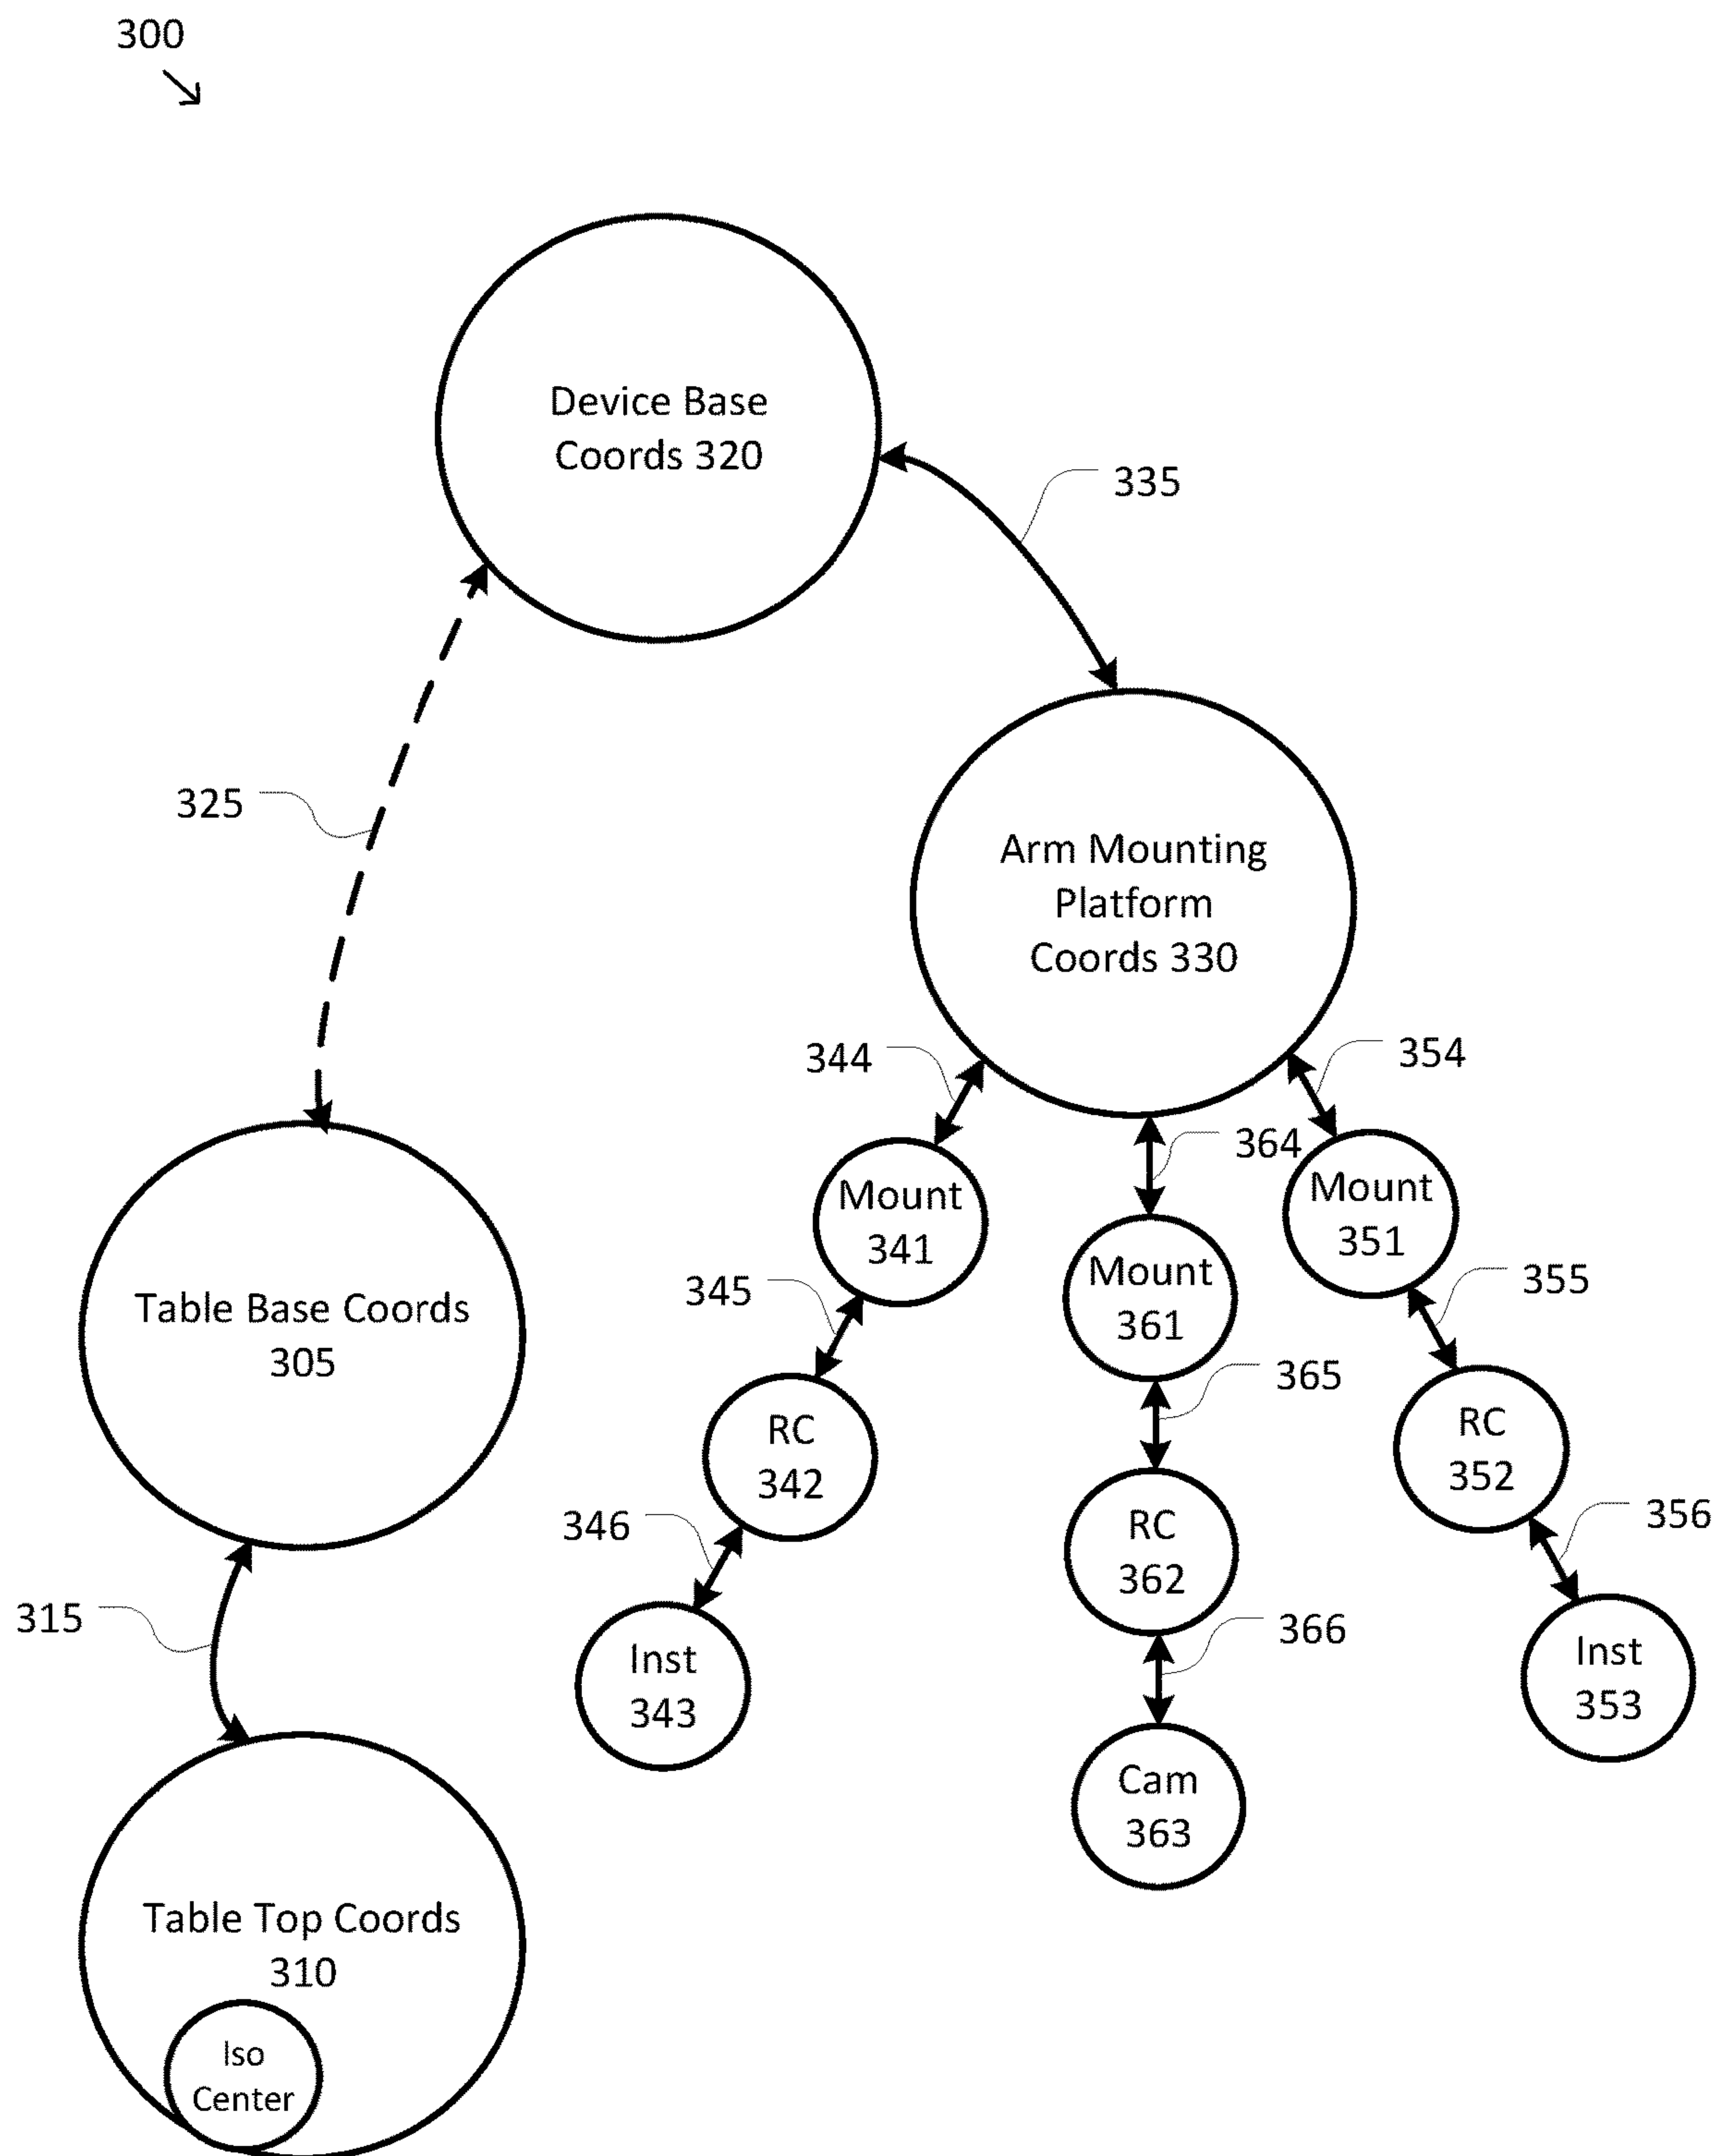 300
Device Base
Coords 320
335
325
Arm Mounting
Platform
Coords 330
344
354
364
Mount
341
Mount
351
Mount
361
345
355
Table Base Coords
305
365
RC
342
RC
352
346
356
RC
362
315
366
Inst
343
Inst
353
Cam
363
Table Top Coords
310
Iso
Center